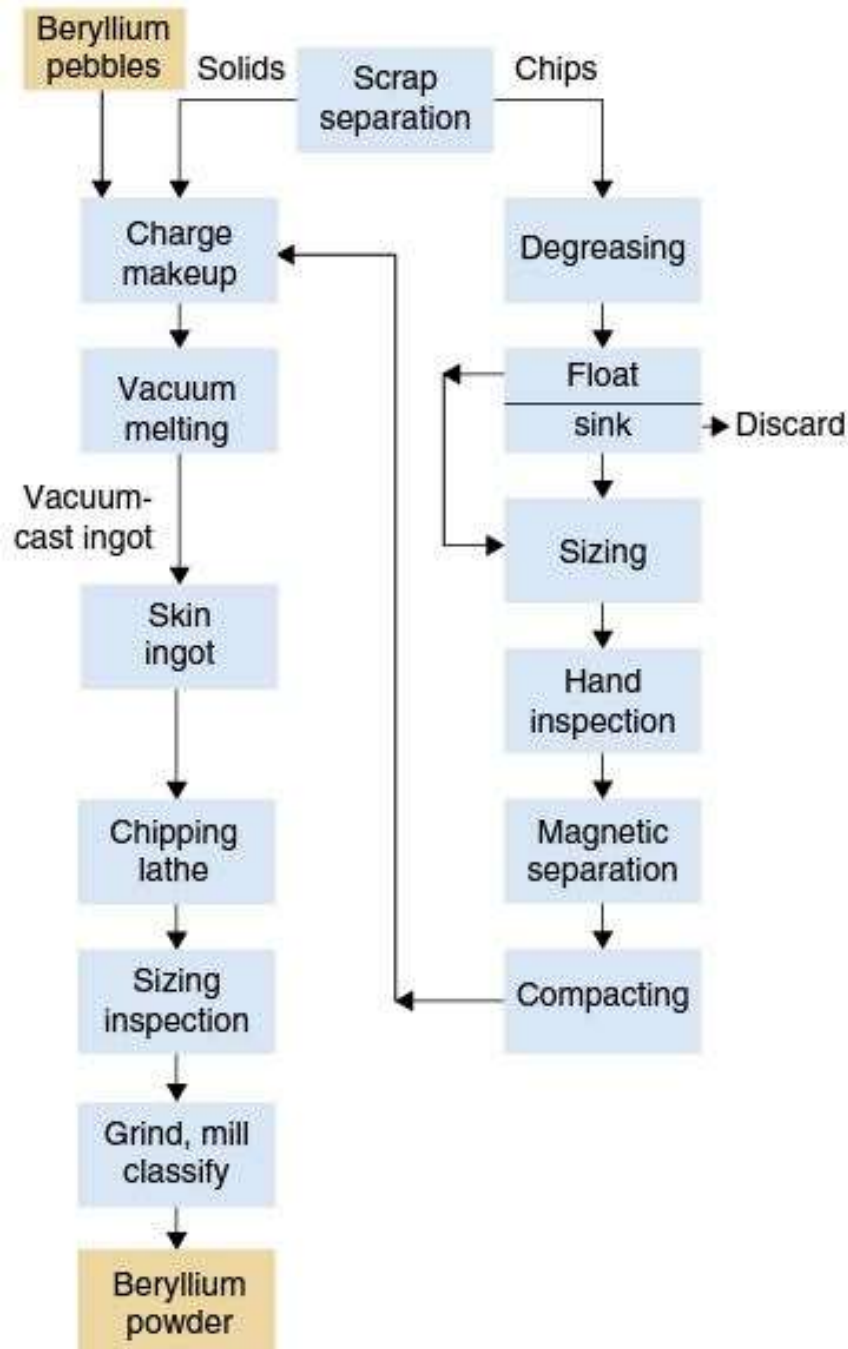 Beryllium
pebbles
Solids
Scrap
separation
Chips
Charge
makeup
Degreasing
Vacuum
melting
Float
sink
Discard
Vacuum-
cast ingot
Sizing
Skin
ingot
Hand
inspection
Chipping
lathe
Magnetic
separation
Sizing
inspection
Compacting
Grind, mill
classify
Beryllium
powder